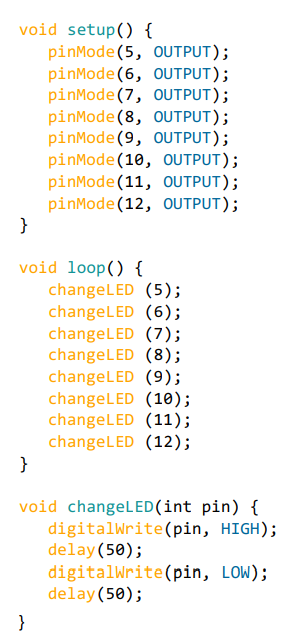 void setup() {
   pinMode(5, OUTPUT);
   pinMode(6, OUTPUT);
   pinMode(7, OUTPUT);
   pinMode(8, OUTPUT);
   pinMode(9, OUTPUT);
   pinMode(10, OUTPUT);
   pinMode(11, OUTPUT);
   pinMode(12, OUTPUT);
}

void loop() {
   changeLED (5);
   changeLED (6);
   changeLED (7);
   changeLED (8);
   changeLED (9);
   changeLED (10);
   changeLED (11);
   changeLED (12);
}

void changeLED(int pin) {
   digitalWrite(pin, HIGH);
   delay(50);
   digitalWrite(pin, LOW);
   delay(50);
}